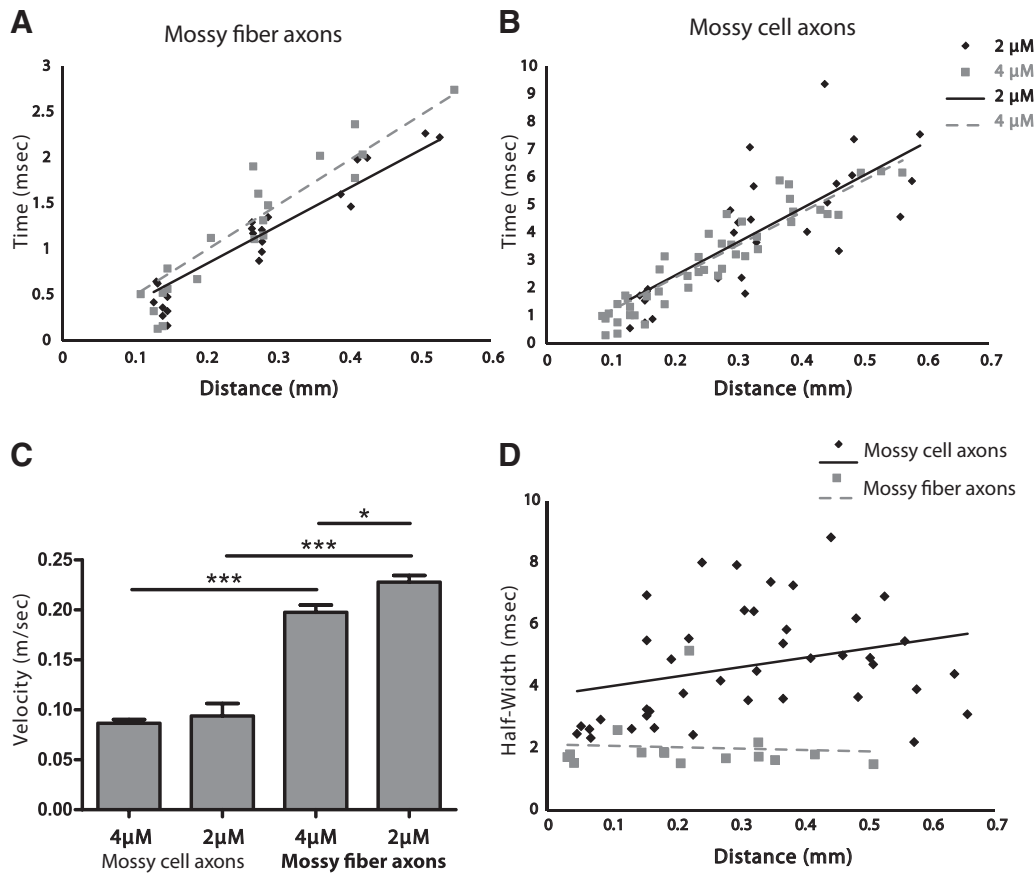 A
Mossy fiber axons
3
2.5
2
1.5
1
0.5
0
Time (msec)
0 0.1 0.2 0.3 0.4 0.5 0.6
Distance (mm)
B
Mossy cell axons
2 µM
4 µM
2 µM
4 µM
10
9
8
7
6
5
4
3
2
1
0
Time (msec)
0 0.1 0.2 0.3 0.4 0.5 0.6 0.7
Distance (mm)
C
*
***
***
0.25
0.20
0.15
0.10
0.05
0.00
Velocity (m/sec)
4µM 2µM 4µM 2µM
Mossy cell axons Mossy fiber axons
D
Mossy cell axons
Mossy fiber axons
10
8
6
4
2
0
Half-Width (msec)
0 0.1 0.2 0.3 0.4 0.5 0.6 0.7
Distance (mm)